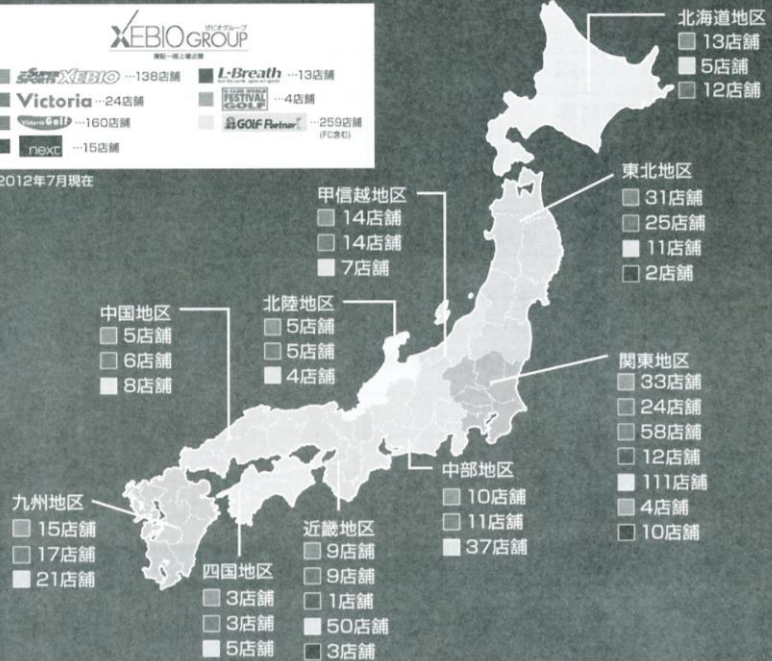 ゼビオグループ
XEBIO GROUP
東証一部上場企業
SUPER SPORTS XEBIO …138店舗
Victoria …24店舗
Victoria Golf …160店舗
next …15店舗
L-Breath …13店舗
FESTIVAL GOLF …4店舗
GOLF Partner …259店舗
(FC含む)
2012年7月現在
北海道地区
13店舗
5店舗
12店舗
東北地区
31店舗
25店舗
11店舗
2店舗
甲信越地区
14店舗
14店舗
7店舗
北陸地区
5店舗
5店舗
4店舗
中国地区
5店舗
6店舗
8店舗
関東地区
33店舗
24店舗
58店舗
12店舗
111店舗
4店舗
10店舗
中部地区
10店舗
11店舗
37店舗
九州地区
15店舗
17店舗
21店舗
四国地区
3店舗
3店舗
5店舗
近畿地区
9店舗
9店舗
1店舗
50店舗
3店舗